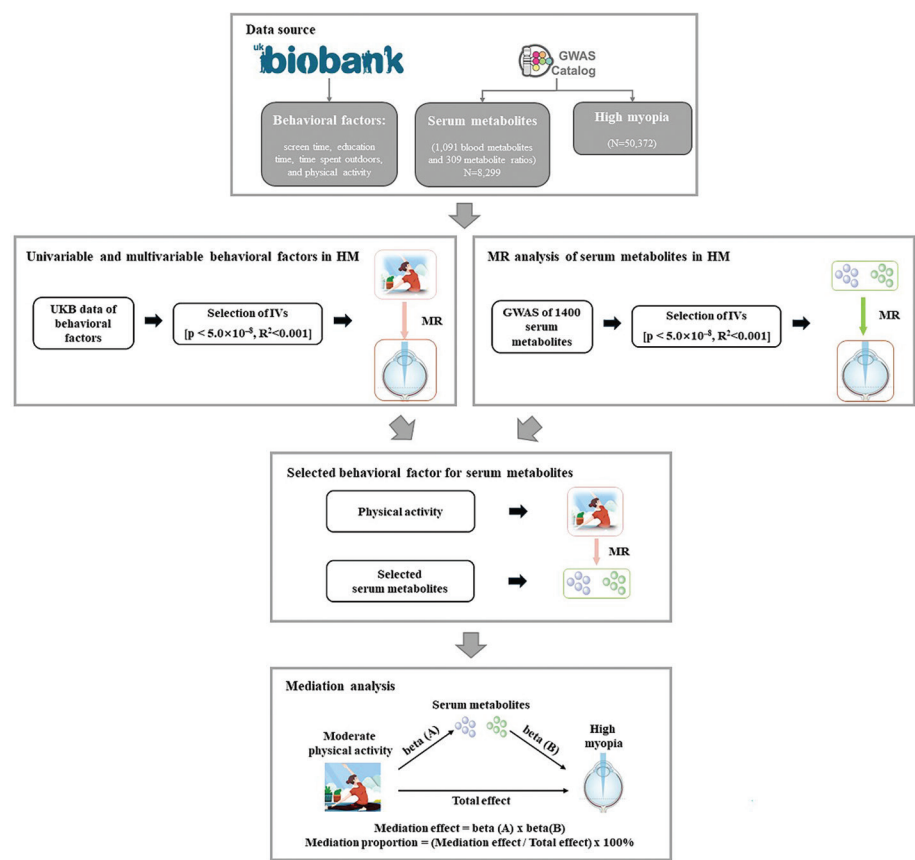 Data source
uk
biobank
GWAS
Catalog
Behavioral factors:
screen time, education
time, time spent outdoors,
and physical activity
Serum metabolites
(1,091 blood metabolites
and 309 metabolite ratios)
N=8,299
High myopia
(N=50,372)
Univariable and multivariable behavioral factors in HM
UKB data of
behavioral
factors
Selection of IVs
[p < 5.0×10⁻⁸, R²<0.001]
MR
MR analysis of serum metabolites in HM
GWAS of 1400
serum
metabolites
Selection of IVs
[p < 5.0×10⁻⁸, R²<0.001]
MR
Selected behavioral factor for serum metabolites
Physical activity
MR
Selected
serum metabolites
Mediation analysis
Serum metabolites
Moderate
physical activity
beta (A)
beta (B)
High
myopia
Total effect
Mediation effect = beta (A) x beta(B)
Mediation proportion = (Mediation effect / Total effect) x 100%